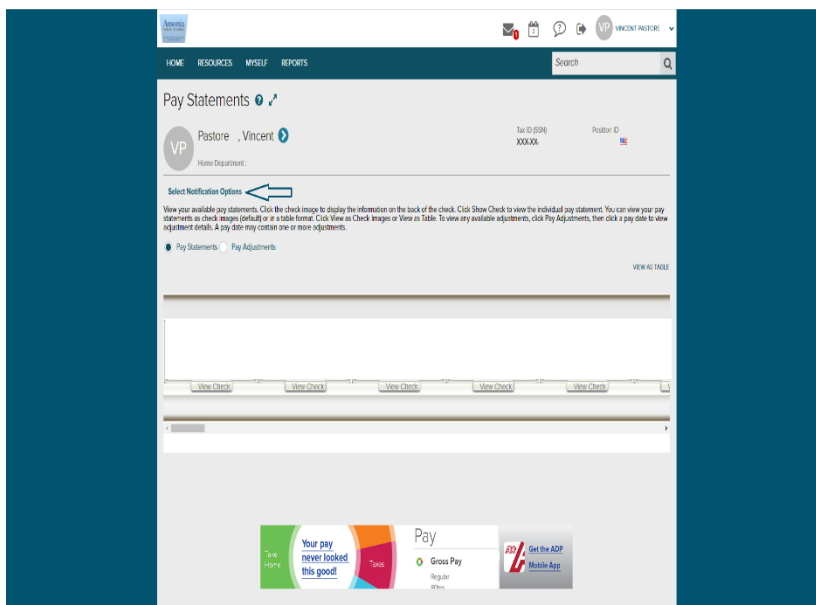 Ansonia
1
2
?
VP
VINCENT PASTORE
HOME RESOURCES MYSELF REPORTS
Search
Pay Statements ?
VP
Pastore , Vincent
Home Department :
Tax ID (SSN)
XXX-XX-
Position ID
Select Notification Options
View your available pay statements. Click the check image to display the information on the back of the check. Click Show Check to view the individual pay statement. You can view your pay
statements as check images (default) or in a table format. Click View as Check Images or View as Table. To view any available adjustments, click Pay Adjustments, then click a pay date to view
adjustment details. A pay date may contain one or more adjustments.
Pay Statements Pay Adjustments
VIEW AS TABLE
View Check View Check View Check View Check View Check
Take
Home
Your pay
never looked
this good!
Taxes
Pay
Gross Pay
Regular
Get the ADP
Mobile App